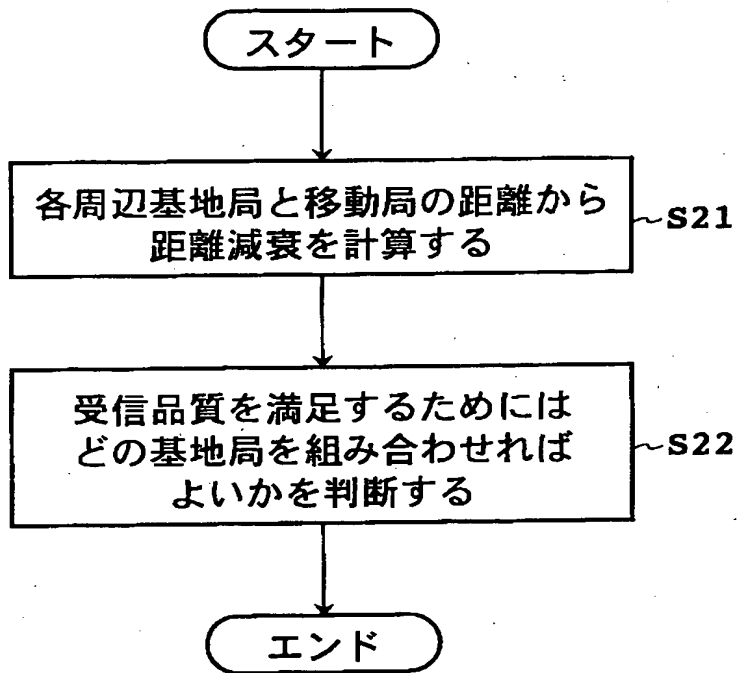 スタート
各周辺基地局と移動局の距離から
距離減衰を計算する
~S21
受信品質を満足するためには
どの基地局を組み合わせれば
よいかを判断する
~S22
エンド